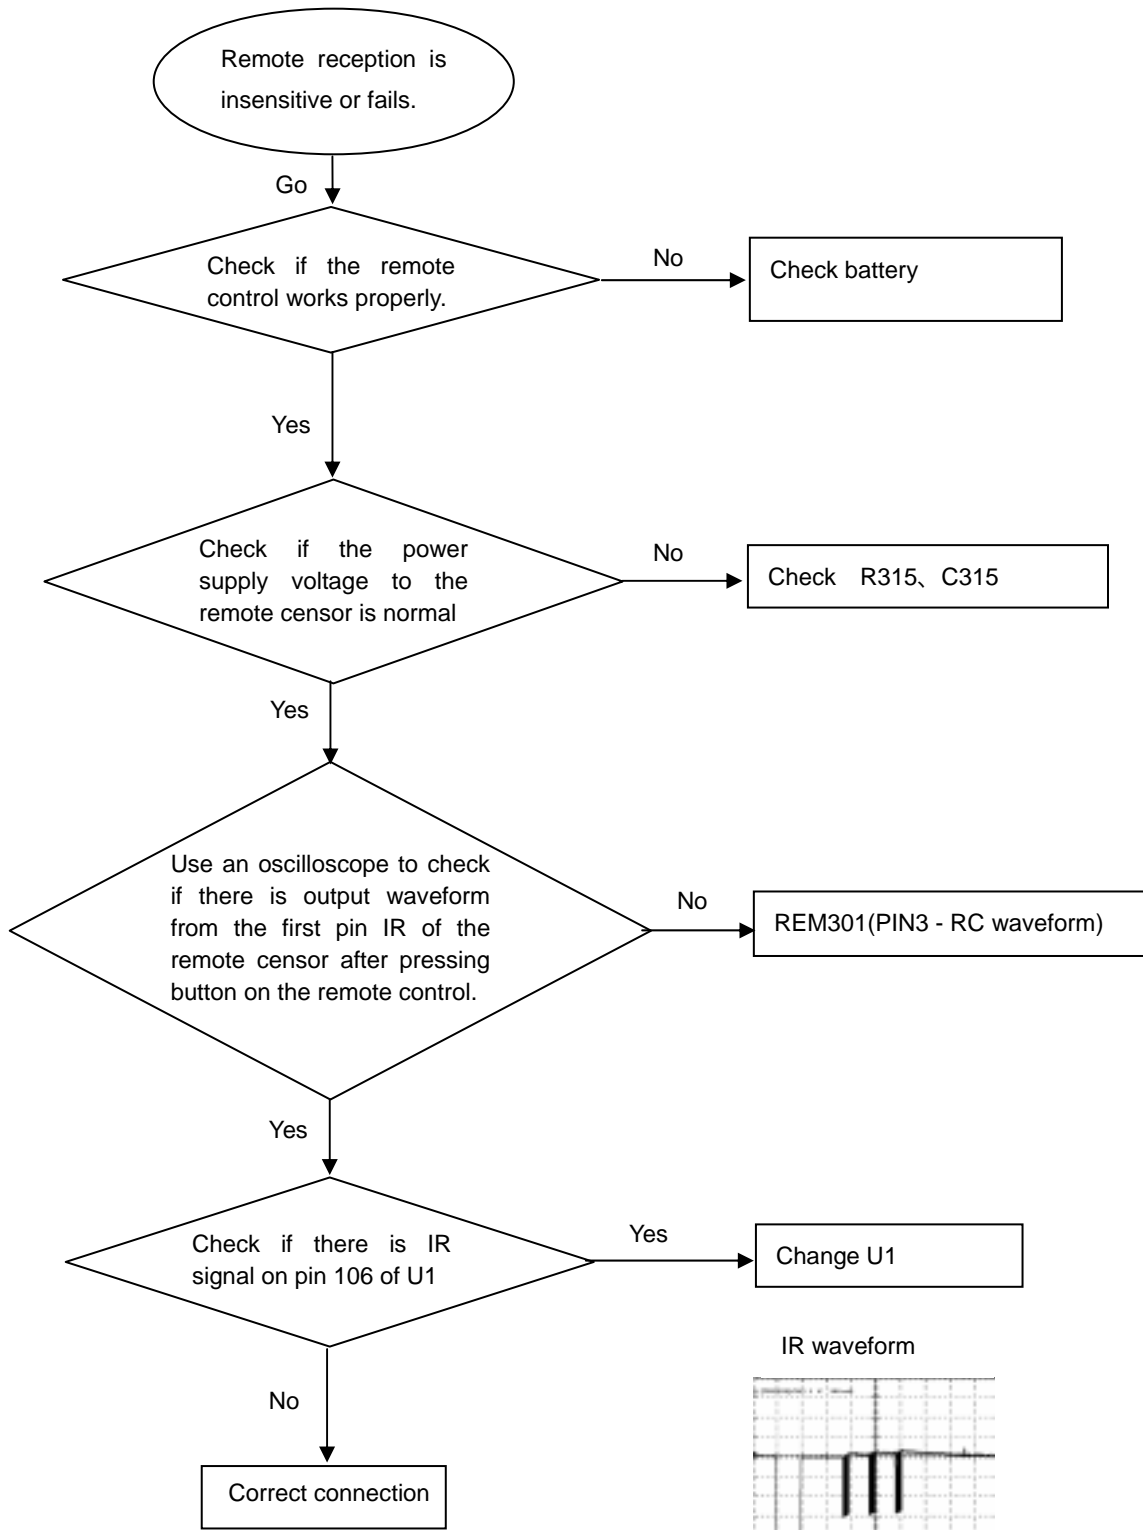 Remote reception is
insensitive or fails.
Go
Check if the remote
control works properly.
No
Check battery
Yes
Check if the power
supply voltage to the
remote censor is normal
No
Check R315、C315
Yes
Use an oscilloscope to check
if there is output waveform
from the first pin IR of the
remote censor after pressing
button on the remote control.
No
REM301(PIN3 - RC waveform)
Yes
Check if there is IR
signal on pin 106 of U1
Yes
Change U1
IR waveform
No
Correct connection